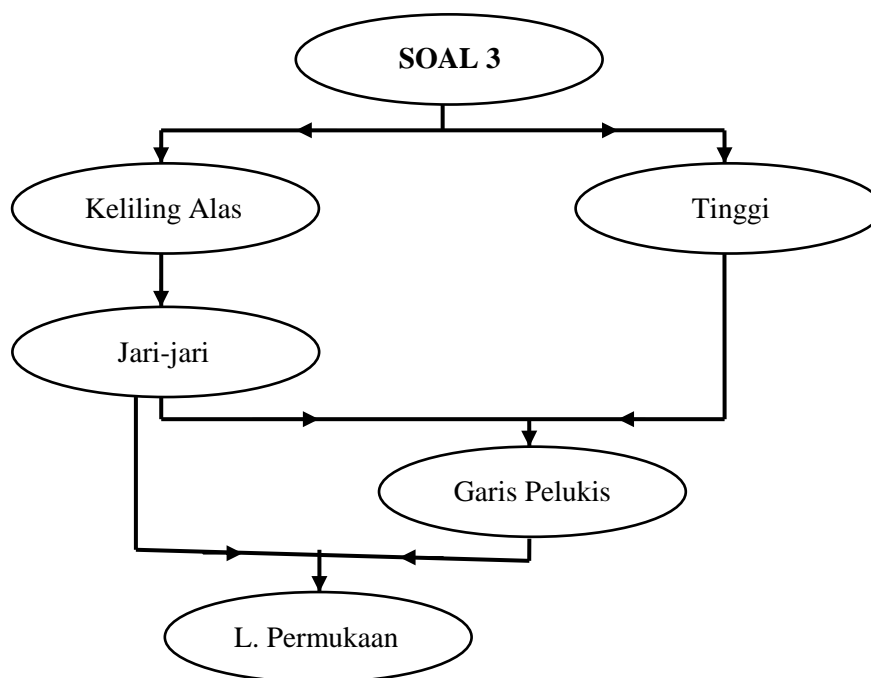 SOAL 3
Keliling Alas
Tinggi
Jari-jari
Garis Pelukis
L. Permukaan